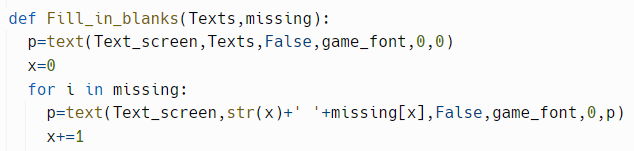 def Fill_in_blanks(Texts,missing):
  p=text(Text_screen,Texts,False,game_font,0,0)
  x=0
  for i in missing:
    p=text(Text_screen,str(x)+' '+missing[x],False,game_font,0,p)
    x+=1